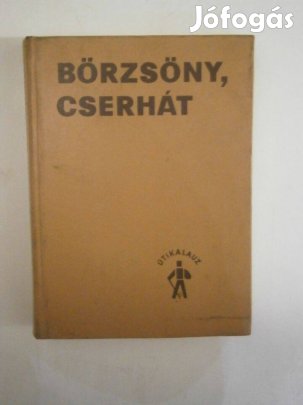 Jófogás
BÖRZSÖNY,
CSERHÁT
ÚTIKALAUZ